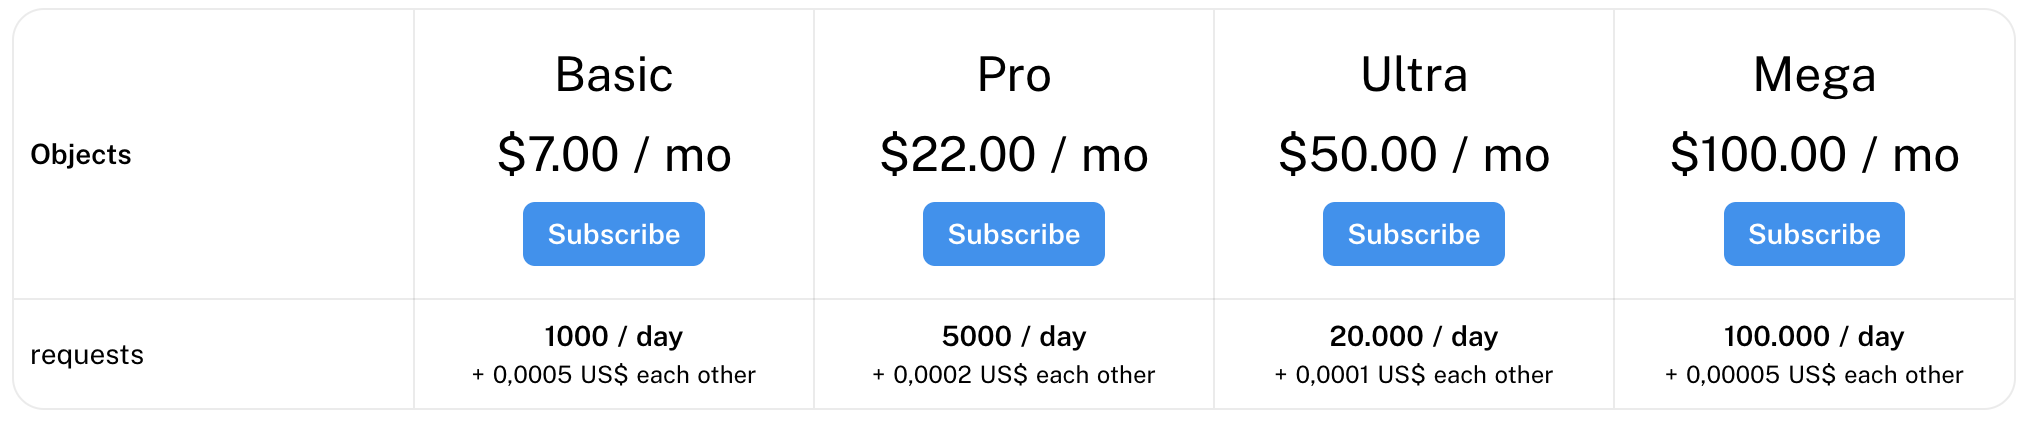 Objects
Basic
$7.00 / mo
Subscribe
Pro
$22.00 / mo
Subscribe
Ultra
$50.00 / mo
Subscribe
Mega
$100.00 / mo
Subscribe
requests
1000 / day
+ 0,0005 US$ each other
5000 / day
+ 0,0002 US$ each other
20.000 / day
+ 0,0001 US$ each other
100.000 / day
+ 0,00005 US$ each other